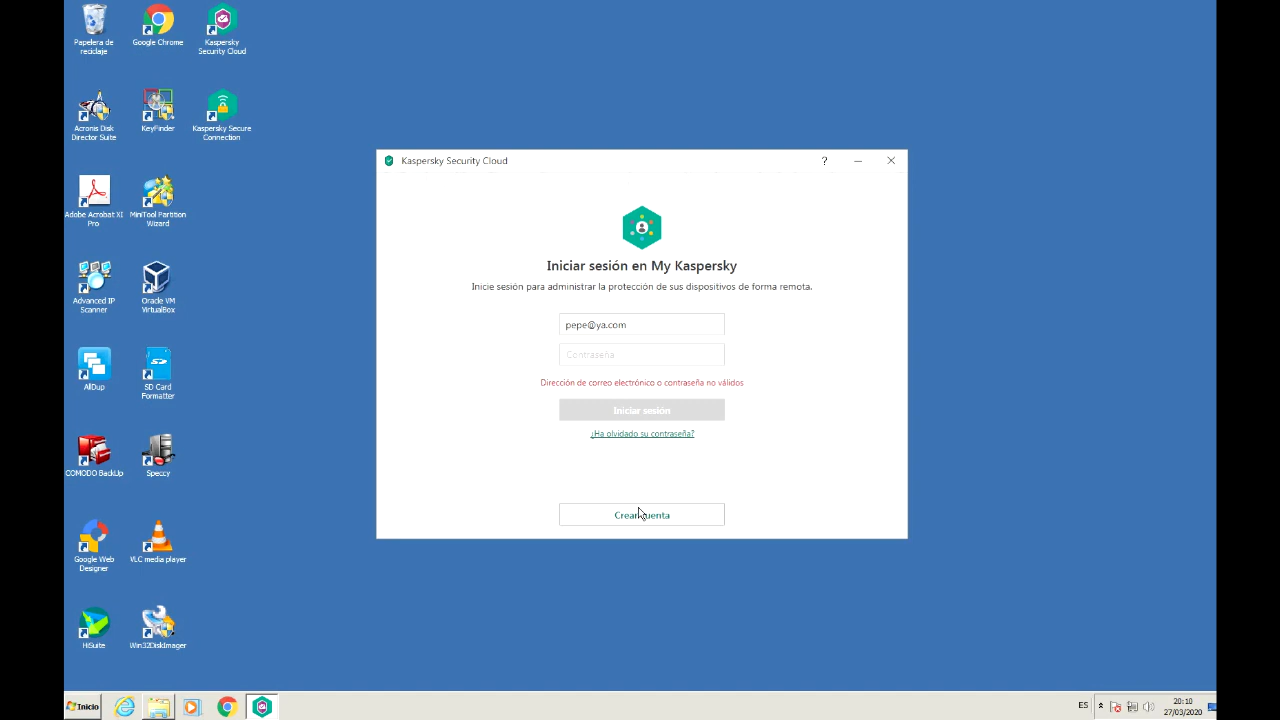 Papelera de
reciclaje
Google Chrome
Kaspersky
Security Cloud
Acronis Disk
Director Suite
KeyFinder
Kaspersky Secure
Connection
Adobe Acrobat XI
Pro
MiniTool Partition
Wizard
Advanced IP
Scanner
Oracle VM
VirtualBox
AllDup
SD Card
Formatter
COMODO BackUp
Speccy
Google Web
Designer
VLC media player
HiSuite
Win32DiskImager
Kaspersky Security Cloud
?
Iniciar sesión en My Kaspersky
Inicie sesión para administrar la protección de sus dispositivos de forma remota.
pepe@ya.com
Contraseña
Dirección de correo electrónico o contraseña no válidos
Iniciar sesión
¿Ha olvidado su contraseña?
Crear cuenta
Inicio
ES
20:10
27/03/2020